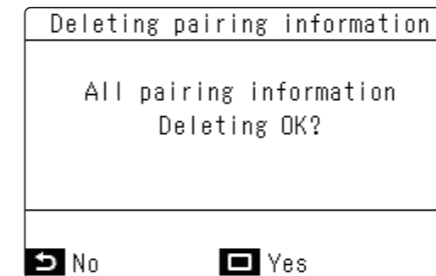 Deleting pairing information
All pairing information
Deleting OK?
No Yes